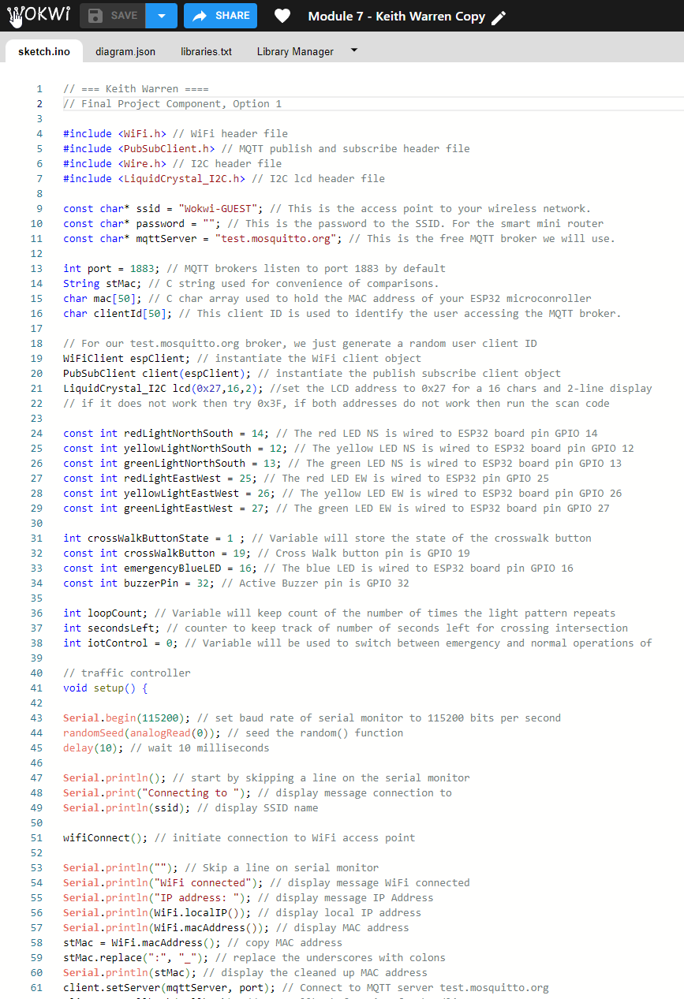 WOKWI SAVE SHARE Module 7 - Keith Warren Copy
sketch.ino diagram.json libraries.txt Library Manager
1 // === Keith Warren ====
2 // Final Project Component, Option 1
3
4 #include <WiFi.h> // WiFi header file
5 #include <PubSubClient.h> // MQTT publish and subscribe header file
6 #include <Wire.h> // I2C header file
7 #include <LiquidCrystal_I2C.h> // I2C lcd header file
8
9 const char* ssid = "Wokwi-GUEST"; // This is the access point to your wireless network.
10 const char* password = ""; // This is the password to the SSID. For the smart mini router
11 const char* mqttServer = "test.mosquitto.org"; // This is the free MQTT broker we will use.
12
13 int port = 1883; // MQTT brokers listen to port 1883 by default
14 String stMac; // C string used for convenience of comparisons.
15 char mac[50]; // C char array used to hold the MAC address of your ESP32 microconroller
16 char clientId[50]; // This client ID is used to identify the user accessing the MQTT broker.
17
18 // For our test.mosquitto.org broker, we just generate a random user client ID
19 WiFiClient espClient; // instantiate the WiFi client object
20 PubSubClient client(espClient); // instantiate the publish subscribe client object
21 LiquidCrystal_I2C lcd(0x27,16,2); //set the LCD address to 0x27 for a 16 chars and 2-line display
22 // if it does not work then try 0x3F, if both addresses do not work then run the scan code
23
24 const int redLightNorthSouth = 14; // The red LED NS is wired to ESP32 board pin GPIO 14
25 const int yellowLightNorthSouth = 12; // The yellow LED NS is wired to ESP32 board pin GPIO 12
26 const int greenLightNorthSouth = 13; // The green LED NS is wired to ESP32 board pin GPIO 13
27 const int redLightEastWest = 25; // The red LED EW is wired to ESP32 pin GPIO 25
28 const int yellowLightEastWest = 26; // The yellow LED EW is wired to ESP32 board pin GPIO 26
29 const int greenLightEastWest = 27; // The green LED EW is wired to ESP32 board pin GPIO 27
30
31 int crossWalkButtonState = 1 ; // Variable will store the state of the crosswalk button
32 const int crossWalkButton = 19; // Cross Walk button pin is GPIO 19
33 const int emergencyBlueLED = 16; // The blue LED is wired to ESP32 board pin GPIO 16
34 const int buzzerPin = 32; // Active Buzzer pin is GPIO 32
35
36 int loopCount; // Variable will keep count of the number of times the light pattern repeats
37 int secondsLeft; // counter to keep track of number of seconds left for crossing intersection
38 int iotControl = 0; // Variable will be used to switch between emergency and normal operations of
39
40 // traffic controller
41 void setup() {
42
43 Serial.begin(115200); // set baud rate of serial monitor to 115200 bits per second
44 randomSeed(analogRead(0)); // seed the random() function
45 delay(10); // wait 10 milliseconds
46
47 Serial.println(); // start by skipping a line on the serial monitor
48 Serial.print("Connecting to "); // display message connection to
49 Serial.println(ssid); // display SSID name
50
51 wifiConnect(); // initiate connection to WiFi access point
52
53 Serial.println(""); // Skip a line on serial monitor
54 Serial.println("WiFi connected"); // display message WiFi connected
55 Serial.println("IP address: "); // display message IP Address
56 Serial.println(WiFi.localIP()); // display local IP address
57 Serial.println(WiFi.macAddress()); // display MAC address
58 stMac = WiFi.macAddress(); // copy MAC address
59 stMac.replace(":", "_"); // replace the underscores with colons
60 Serial.println(stMac); // display the cleaned up MAC address
61 client.setServer(mqttServer, port); // Connect to MQTT server test.mosquitto.org